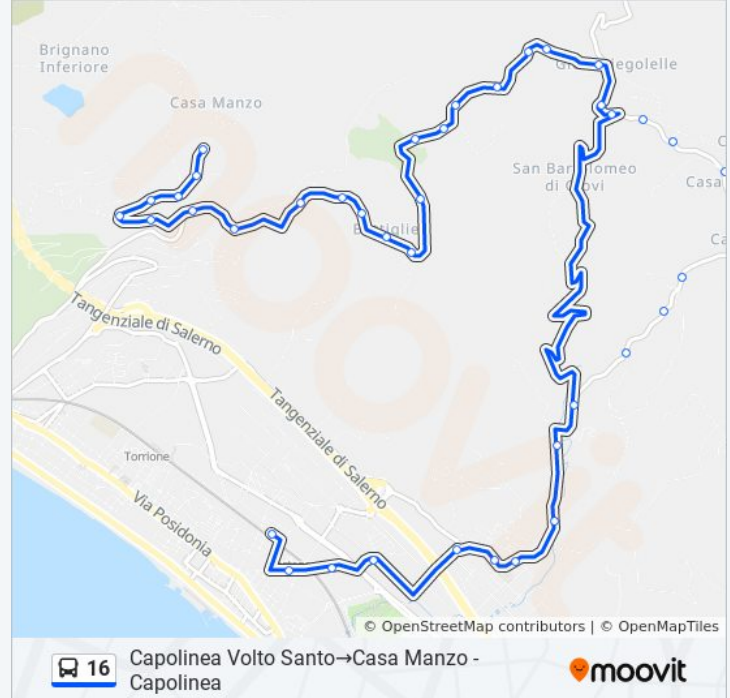 Brignano
Inferiore
Casa Manzo
San Bartolomeo
di Giovi
Casa
Tangenziale di Salerno
Tangenziale di Salerno
Torrione
Via Posidonia
moovit
© OpenStreetMap contributors | © OpenMapTiles
16
Capolinea Volto Santo→Casa Manzo -
Capolinea
moovit